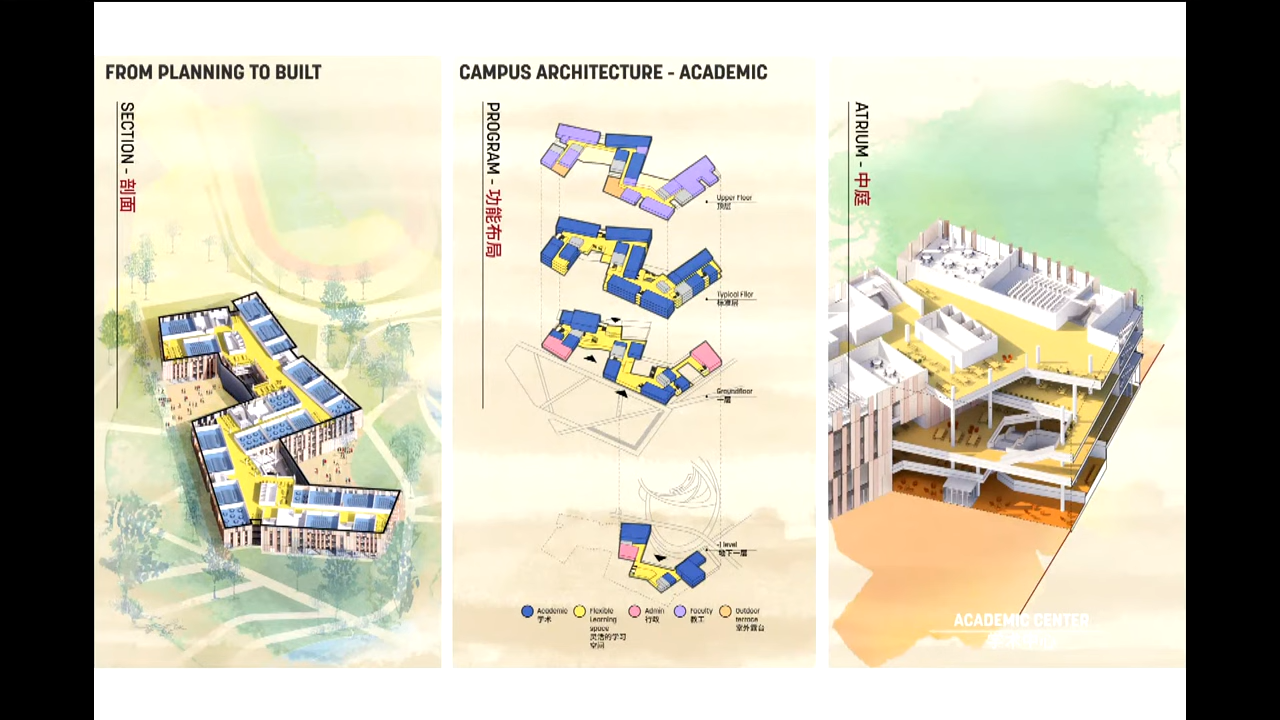 FROM PLANNING TO BUILT
SECTION - 剖面
CAMPUS ARCHITECTURE - ACADEMIC
PROGRAM - 功能布局
Upper Floor
顶层
Typical Flior
标准层
Groundfloor
一层
-1 level
地下一层
Academic
学术
Flexible
Learning
space
灵活的学习
空间
Admin
行政
Faculty
教工
Outdoor
terrace
室外露台
ATRIUM - 中庭
ACADEMIC CENTER